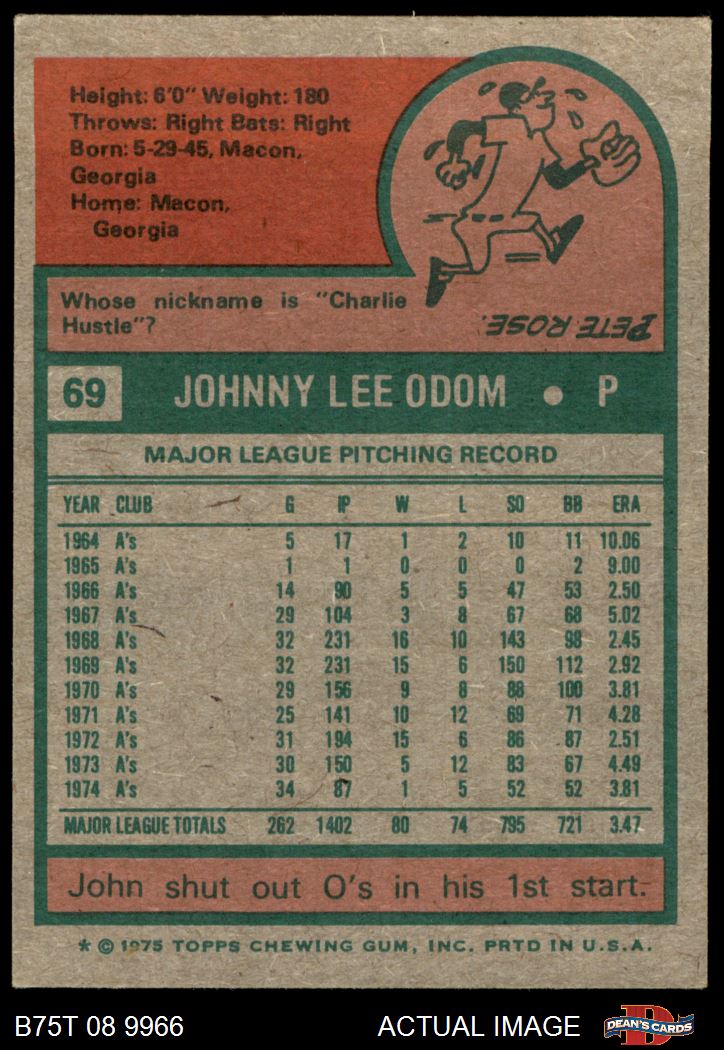 Height: 6'0" Weight: 180
Throws: Right Bats: Right
Born: 5-29-45, Macon,
Georgia
Home: Macon,
Georgia
Whose nickname is "Charlie
Hustle"?
PETE ROSE.
69 JOHNNY LEE ODOM • P
MAJOR LEAGUE PITCHING RECORD
YEAR CLUB G IP W L SO BB ERA
1964 A's 5 17 1 2 10 11 10.06
1965 A's 1 1 0 0 0 2 9.00
1966 A's 14 90 5 5 47 53 2.50
1967 A's 29 104 3 8 67 68 5.02
1968 A's 32 231 16 10 143 98 2.45
1969 A's 32 231 15 6 150 112 2.92
1970 A's 29 156 9 8 88 100 3.81
1971 A's 25 141 10 12 69 71 4.28
1972 A's 31 194 15 6 86 87 2.51
1973 A's 30 150 5 12 83 67 4.49
1974 A's 34 87 1 5 52 52 3.81
MAJOR LEAGUE TOTALS 262 1402 80 74 795 721 3.47
John shut out O's in his 1st start.
* © 1975 TOPPS CHEWING GUM, INC. PRTD IN U.S.A.
B75T 08 9966 ACTUAL IMAGE DEAN'S CARDS